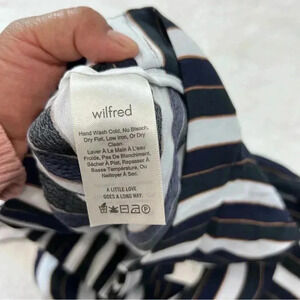 wilfred
Hand Wash Cold, No Bleach,
Dry Flat, Low Iron, or Dry
Clean.
Laver À La Main À L'eau
Froide, Pas De Blanchiment,
Sécher À Plat, Repasser À
Basse Température, Ou
Nettoyer À Sec.
A LITTLE LOVE
GOES A LONG WAY.